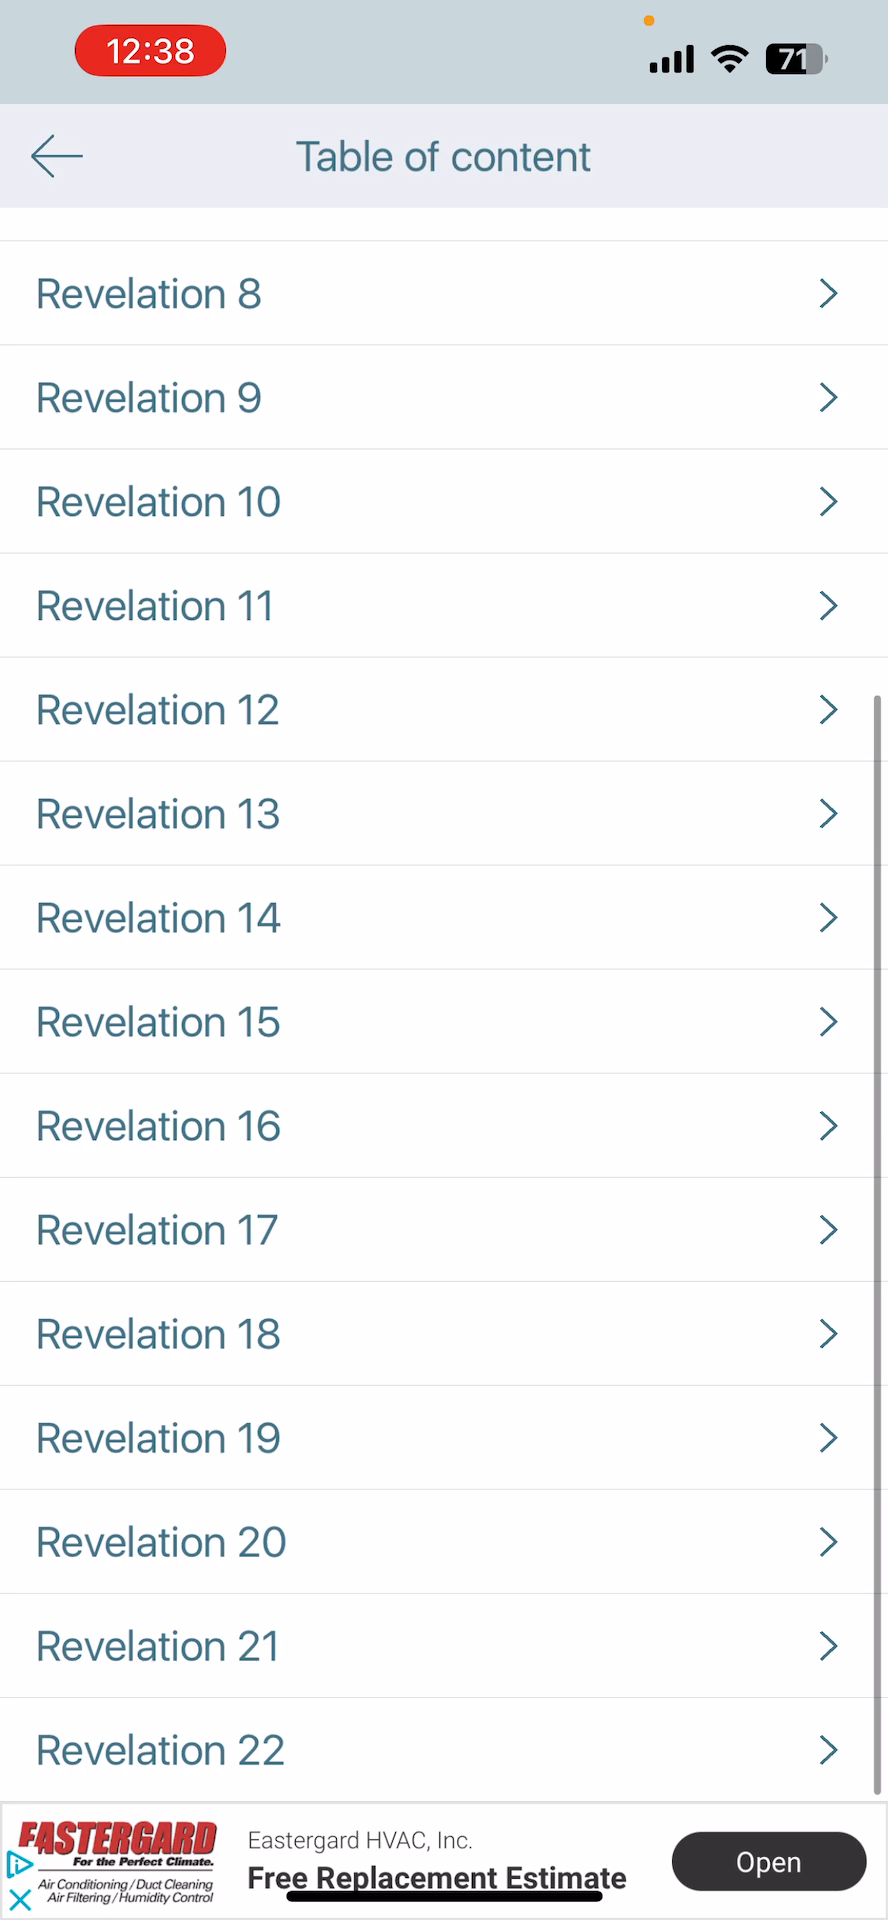 12:38
71
Table of content
Revelation 8
Revelation 9
Revelation 10
Revelation 11
Revelation 12
Revelation 13
Revelation 14
Revelation 15
Revelation 16
Revelation 17
Revelation 18
Revelation 19
Revelation 20
Revelation 21
Revelation 22
EASTERGARD
For the Perfect Climate.
Air Conditioning / Duct Cleaning
Air Filtering / Humidity Control
Eastergard HVAC, Inc.
Free Replacement Estimate
Open